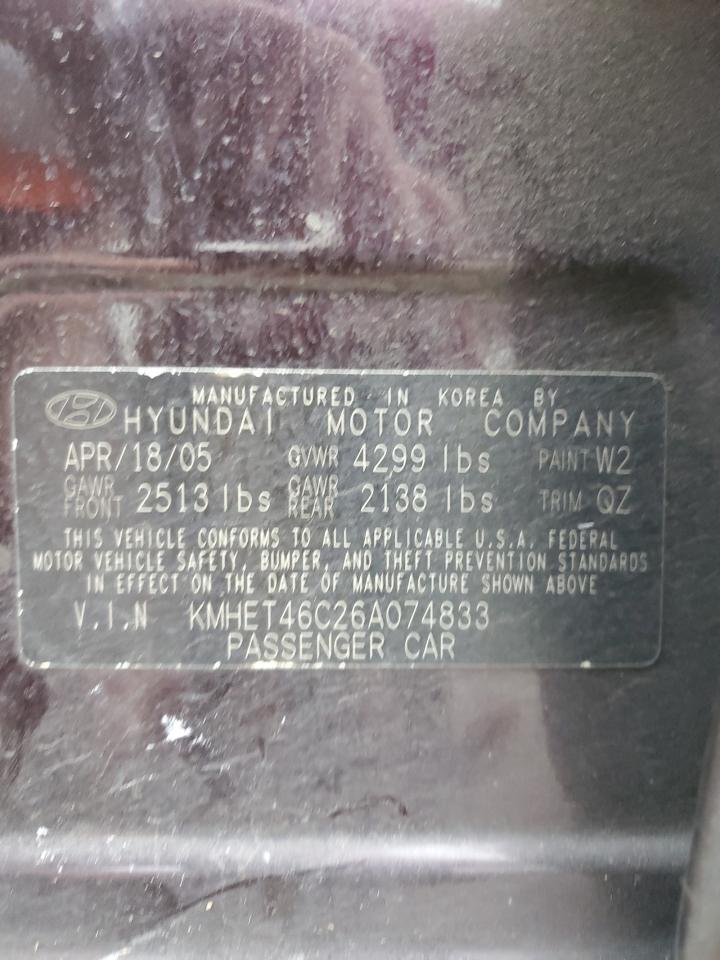 MANUFACTURED IN KOREA BY
HYUNDAI MOTOR COMPANY
APR/18/05 GVWR 4299 lbs PAINT W2
GAWR FRONT 2513 lbs GAWR REAR 2138 lbs TRIM QZ
THIS VEHICLE CONFORMS TO ALL APPLICABLE U.S.A. FEDERAL
MOTOR VEHICLE SAFETY, BUMPER, AND THEFT PREVENTION STANDARDS
IN EFFECT ON THE DATE OF MANUFACTURE SHOWN ABOVE
V.I.N KMHET46C26A074833
PASSENGER CAR